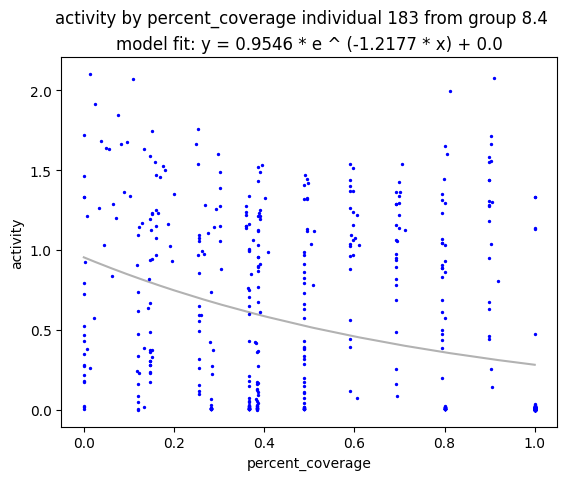 activity by percent_coverage individual 183 from group 8.4
model fit: y = 0.9546 * e ^ (-1.2177 * x) + 0.0
2.0
1.5
1.0
0.5
0.0
activity
0.0 0.2 0.4 0.6 0.8 1.0
percent_coverage